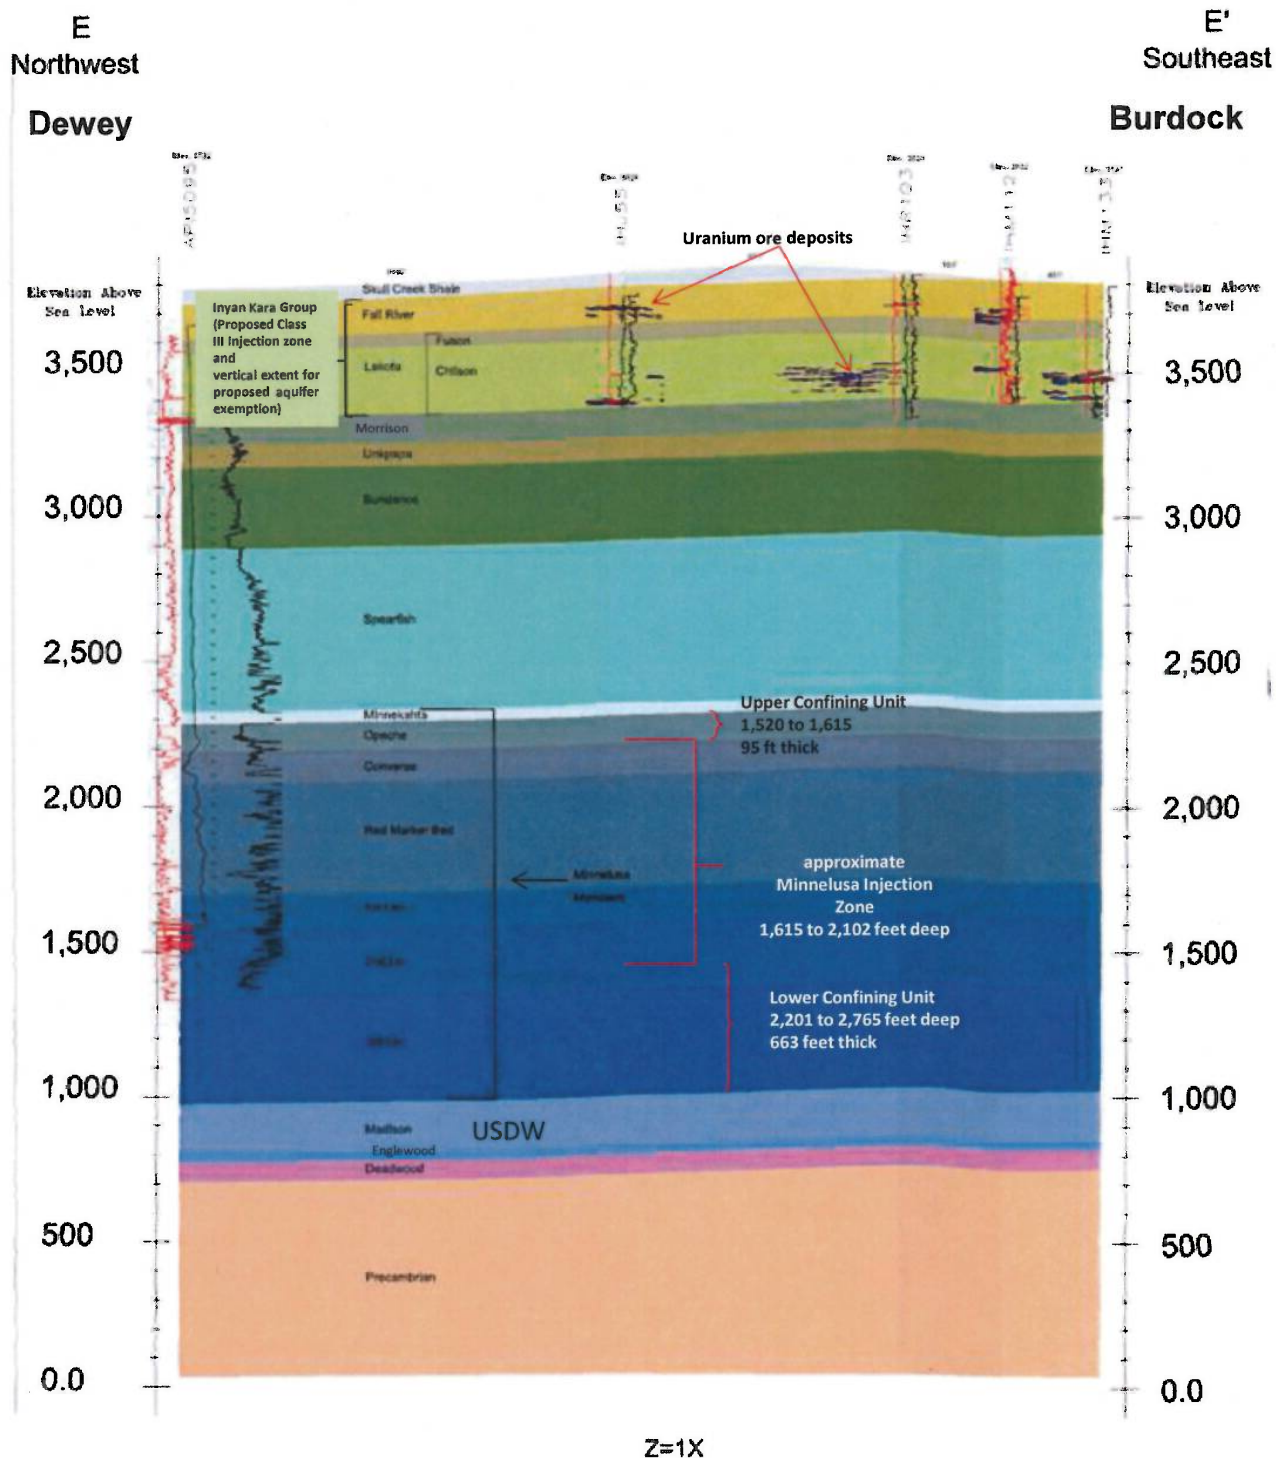 E
Northwest
Dewey
E'
Southeast
Burdock
Uranium ore deposits
Elevation Above
Sea Level
Elevation Above
Sea Level
3,500
3,000
2,500
2,000
1,500
1,000
500
0.0
Inyan Kara Group
(Proposed Class
III Injection zone
and
vertical extent for
proposed aquifer
exemption)
Skull Creek Shale
Fall River
Fuson
Lakota
Chilson
Morrison
Unkpapa
Sundance
Spearfish
Minnekahta
Opeche
Converse
Red Marker Bed
Minnelusa
Madison
USDW
Englewood
Deadwood
Precambrian
Upper Confining Unit
1,520 to 1,615
95 ft thick
approximate
Minnelusa Injection
Zone
1,615 to 2,102 feet deep
Lower Confining Unit
2,201 to 2,765 feet deep
663 feet thick
3,500
3,000
2,500
2,000
1,500
1,000
500
0.0
Z=1X